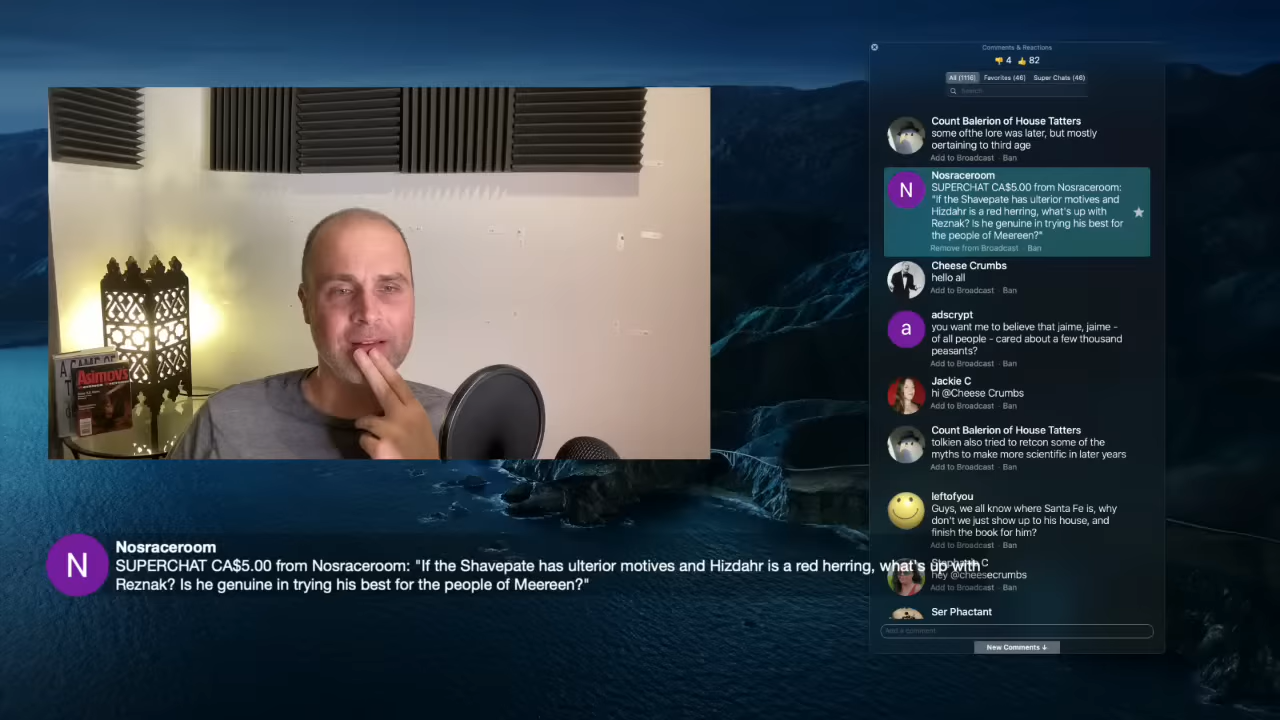 Comments & Reactions
4 82
All (1116) Favorites (46) Super Chats (46)
Search
Count Balerion of House Tatters
some ofthe lore was later, but mostly
oertaining to third age
Add to Broadcast · Ban
N
Nosraceroom
SUPERCHAT CA$5.00 from Nosraceroom:
"If the Shavepate has ulterior motives and
Hizdahr is a red herring, what's up with
Reznak? Is he genuine in trying his best for
the people of Meereen?"
Remove from Broadcast · Ban
Cheese Crumbs
hello all
Add to Broadcast · Ban
a
adscrypt
you want me to believe that jaime, jaime -
of all people - cared about a few thousand
peasants?
Add to Broadcast · Ban
Jackie C
hi @Cheese Crumbs
Add to Broadcast · Ban
Count Balerion of House Tatters
tolkien also tried to retcon some of the
myths to make more scientific in later years
Add to Broadcast · Ban
leftofyou
Guys, we all know where Santa Fe is, why
don't we just show up to his house, and
finish the book for him?
Add to Broadcast · Ban
C
hey @cheesecrumbs
Add to Broadcast · Ban
Ser Phactant
Add a comment
New Comments ↓
A GAME OF
Asimov's
N
Nosraceroom
SUPERCHAT CA$5.00 from Nosraceroom: "If the Shavepate has ulterior motives and Hizdahr is a red herring, what's up with
Reznak? Is he genuine in trying his best for the people of Meereen?"